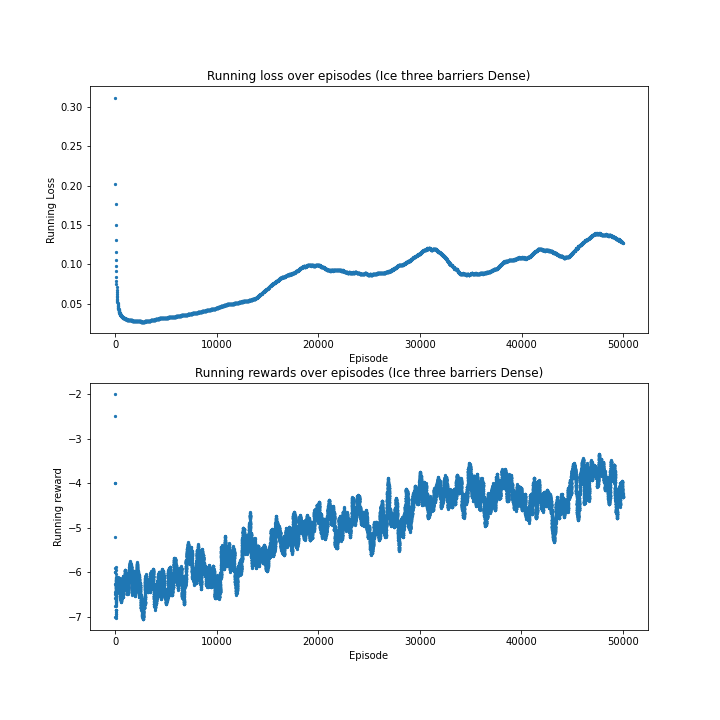 Running loss over episodes (Ice three barriers Dense)
0.30
0.25
0.20
0.15
0.10
0.05
Running Loss
0 10000 20000 30000 40000 50000
Episode
Running rewards over episodes (Ice three barriers Dense)
−2
−3
−4
−5
−6
−7
Running reward
0 10000 20000 30000 40000 50000
Episode